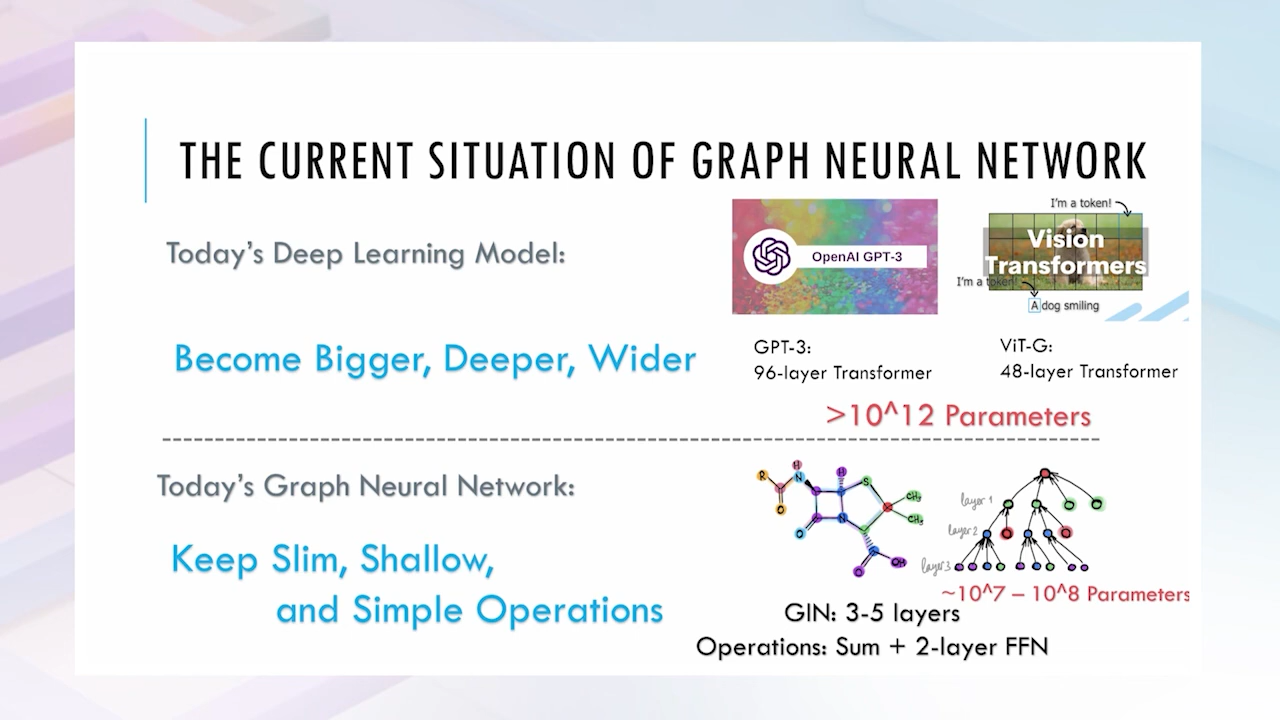 THE CURRENT SITUATION OF GRAPH NEURAL NETWORK
Today's Deep Learning Model:
Become Bigger, Deeper, Wider
OpenAI GPT-3
I'm a token!
Vision
Transformers
I'm a token!
A dog smiling
GPT-3:
96-layer Transformer
ViT-G:
48-layer Transformer
>10^12 Parameters
Today's Graph Neural Network:
Keep Slim, Shallow,
and Simple Operations
R
H
N
H
S
CH3
CH3
O
O
N
O
OH
layer 1
layer 2
layer 3
~10^7 – 10^8 Parameters
GIN: 3-5 layers
Operations: Sum + 2-layer FFN